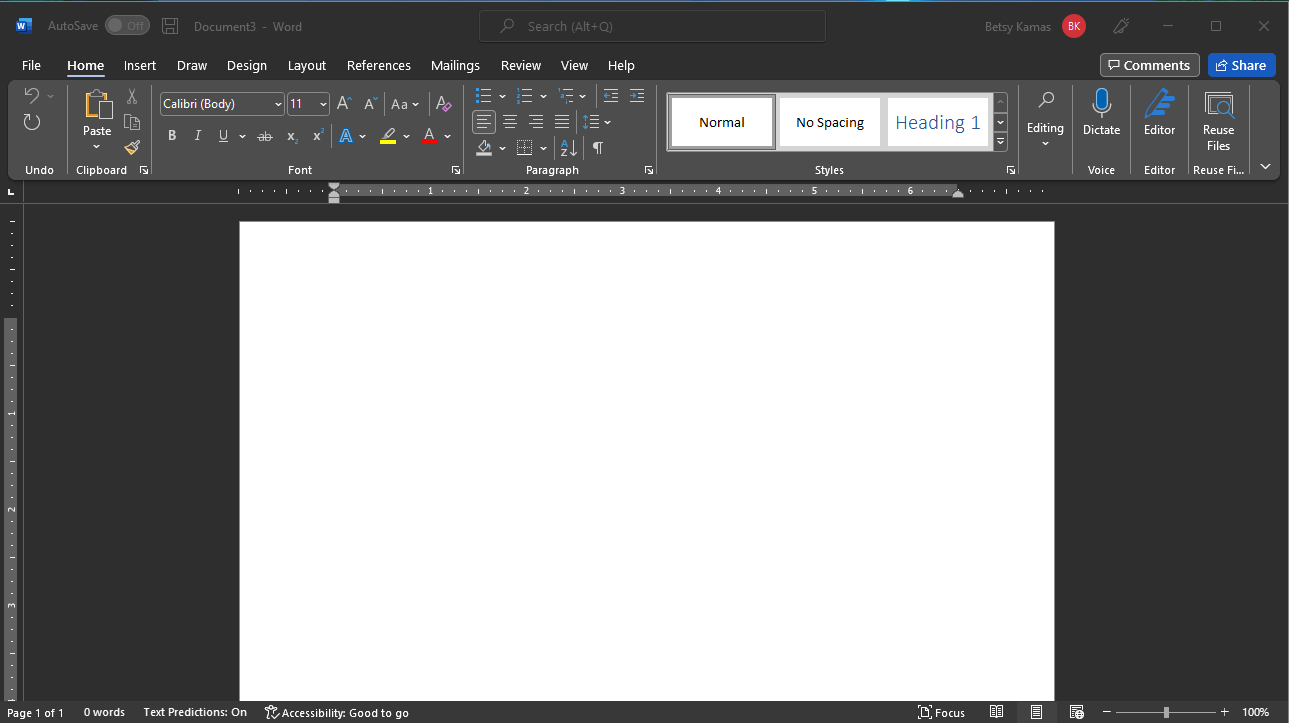 AutoSave Off Document3 - Word Search (Alt+Q) Betsy Kamas BK
File Home Insert Draw Design Layout References Mailings Review View Help Comments Share
Calibri (Body) 11 Aa Normal No Spacing Heading 1
Paste Editing Dictate Editor Reuse Files
Undo Clipboard Font Paragraph Styles Voice Editor Reuse Fi...
1 2 3 4 5 6
1
2
3
Page 1 of 1 0 words Text Predictions: On Accessibility: Good to go Focus 100%